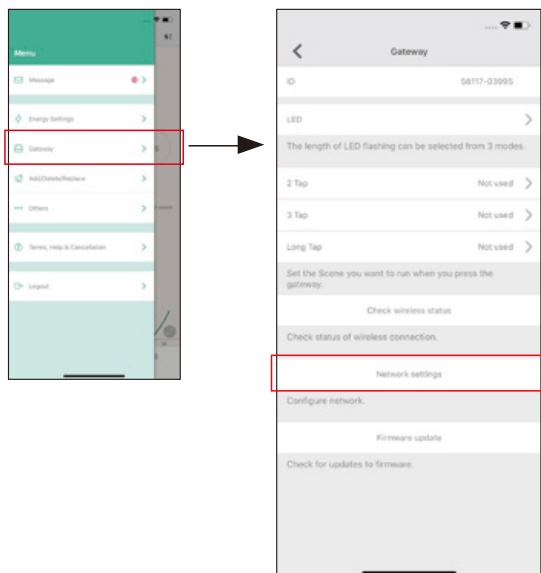 Menu
Message
Energy Settings
Gateway
Add/Delete/Replace
Others
Terms, Help & Cancellation
Logout
Gateway
ID 58117-03995
LED
The length of LED flashing can be selected from 3 modes.
2 Tap Not used
3 Tap Not used
Long Tap Not used
Set the Scene you want to run when you press the
gateway.
Check wireless status
Check status of wireless connection.
Network settings
Configure network.
Firmware update
Check for updates to firmware.